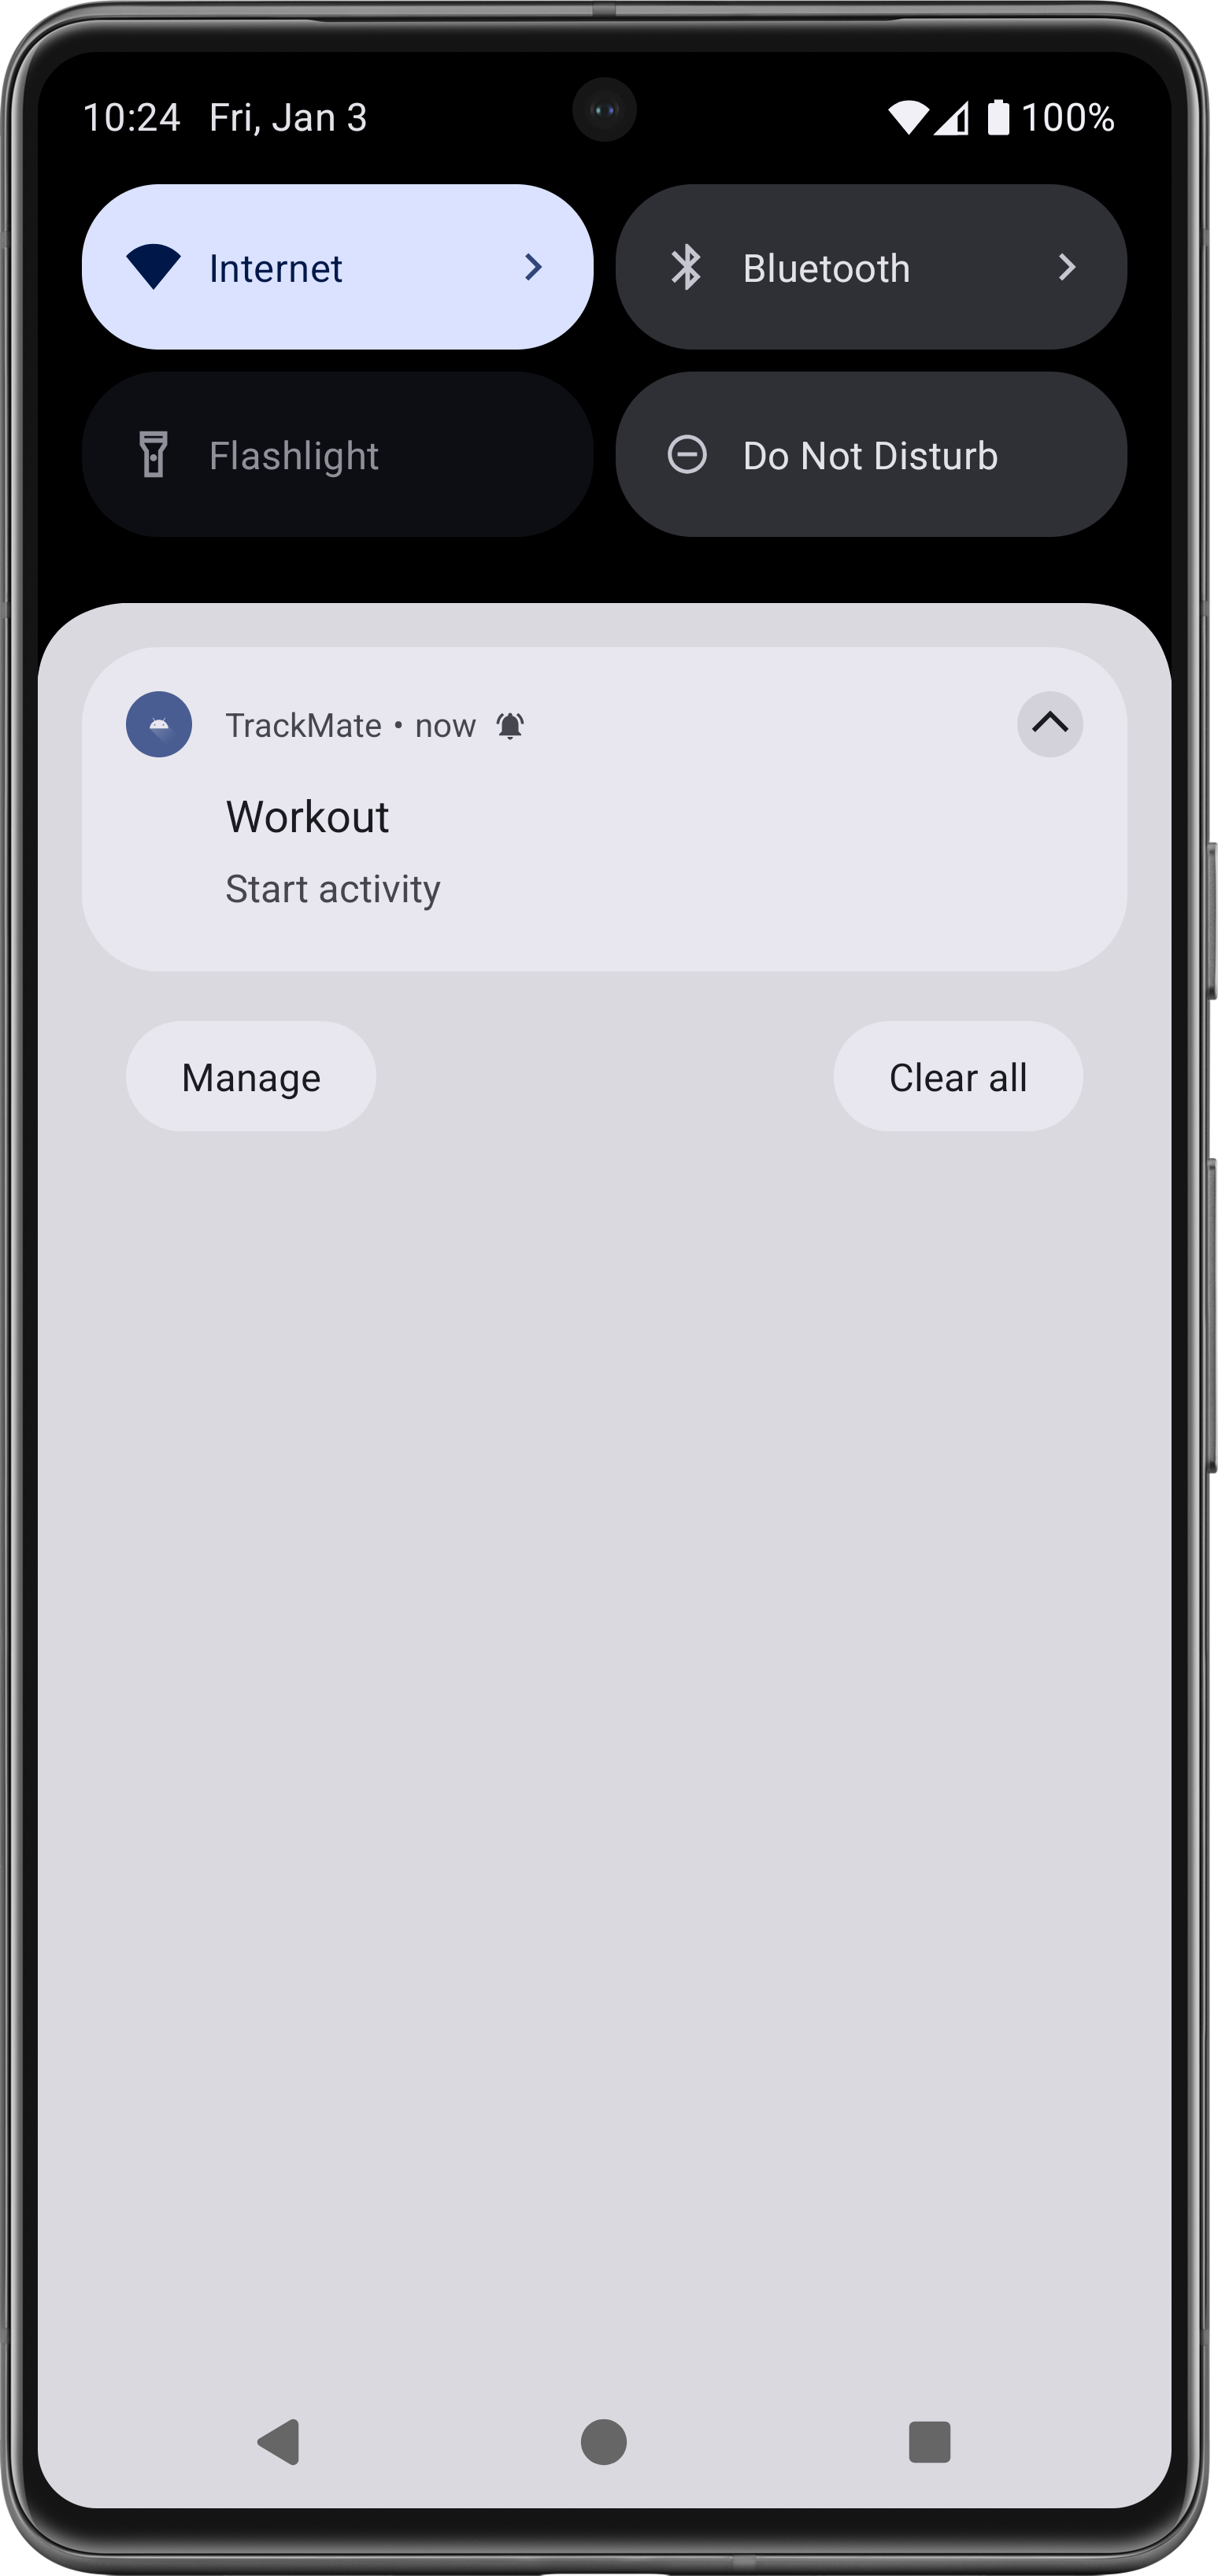 10:24 Fri, Jan 3 100%
Internet Bluetooth
Flashlight Do Not Disturb
TrackMate • now
Workout
Start activity
Manage Clear all